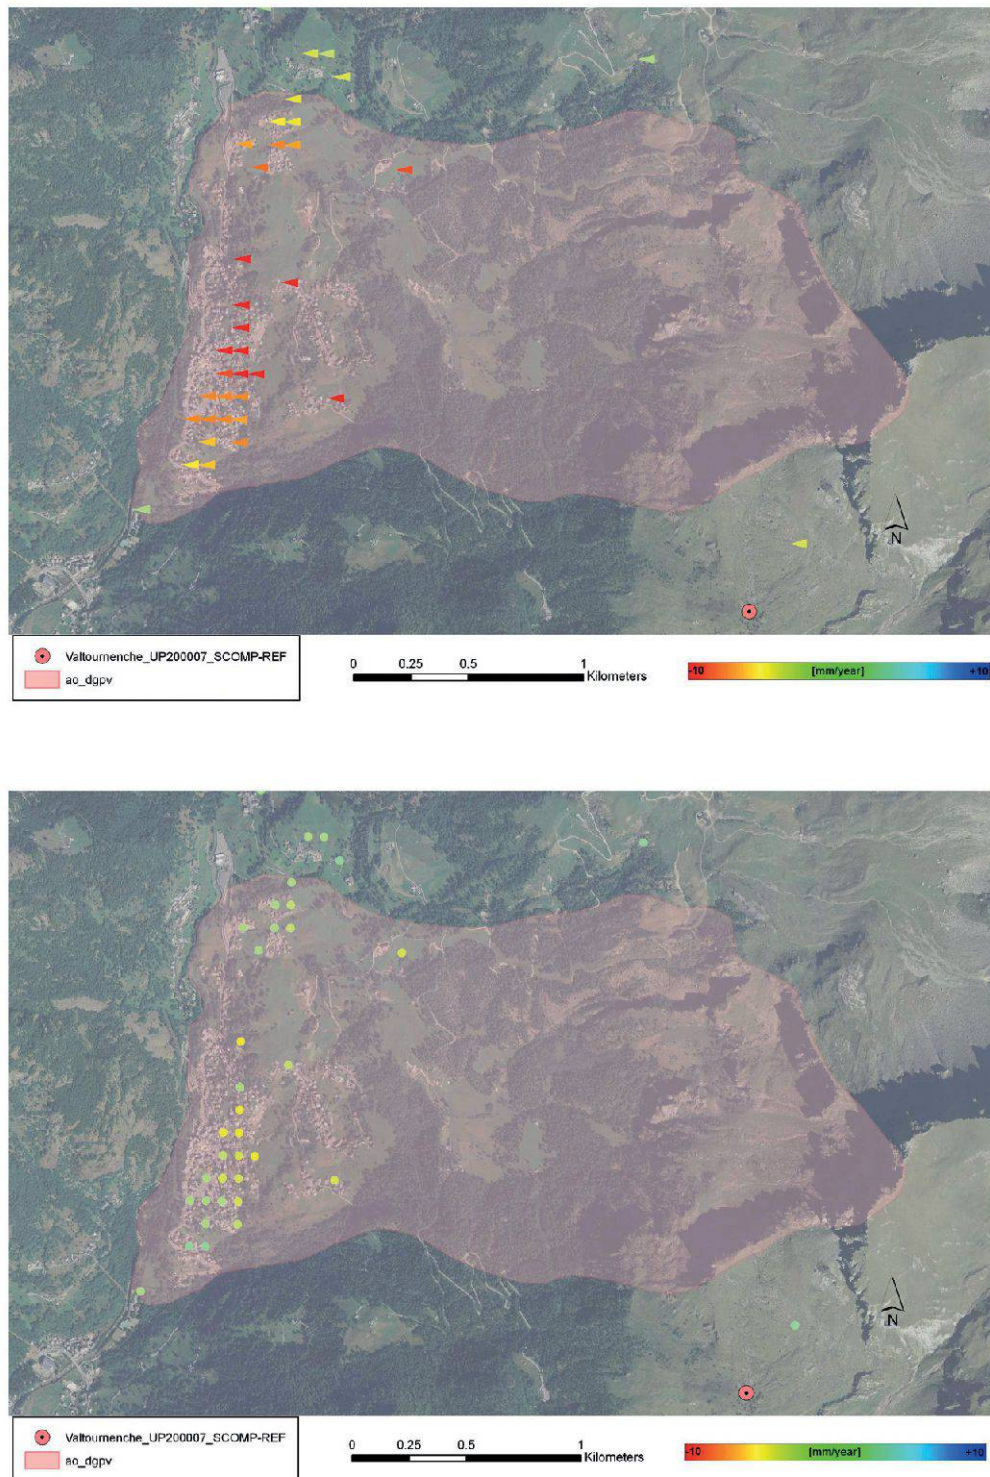 N
Valtournenche_UP200007_SCOMP-REF
ao_dgpv
0 0.25 0.5 1
Kilometers
-10 [mm/year] +10
N
Valtournenche_UP200007_SCOMP-REF
ao_dgpv
0 0.25 0.5 1
Kilometers
-10 [mm/year] +10